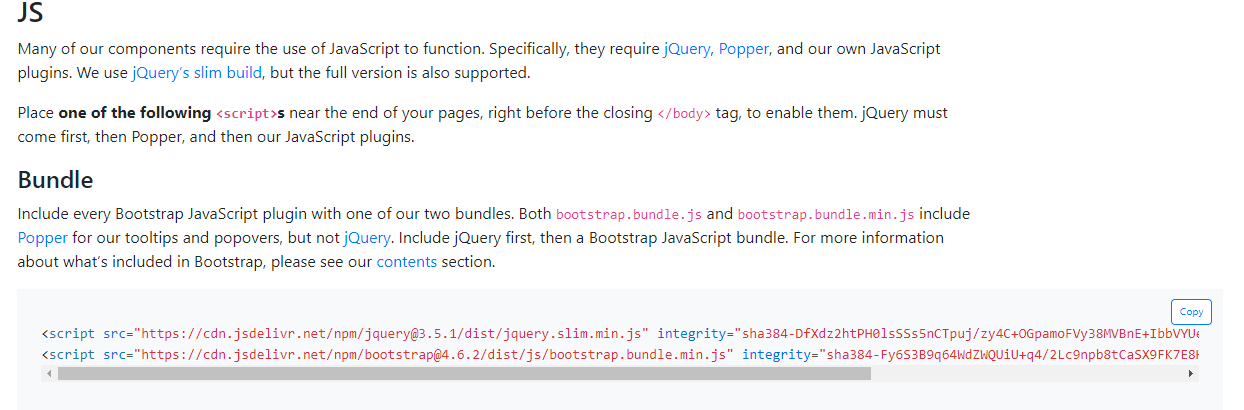 JS
Many of our components require the use of JavaScript to function. Specifically, they require jQuery, Popper, and our own JavaScript
plugins. We use jQuery’s slim build, but the full version is also supported.
Place one of the following <script>s near the end of your pages, right before the closing </body> tag, to enable them. jQuery must
come first, then Popper, and then our JavaScript plugins.
Bundle
Include every Bootstrap JavaScript plugin with one of our two bundles. Both bootstrap.bundle.js and bootstrap.bundle.min.js include
Popper for our tooltips and popovers, but not jQuery. Include jQuery first, then a Bootstrap JavaScript bundle. For more information
about what’s included in Bootstrap, please see our contents section.
Copy
<script src="https://cdn.jsdelivr.net/npm/jquery@3.5.1/dist/jquery.slim.min.js" integrity="sha384-DfXdz2htPH0lsSSs5nCTpuj/zy4C+OGpamoFVy38MVBnE+IbbVYUe
<script src="https://cdn.jsdelivr.net/npm/bootstrap@4.6.2/dist/js/bootstrap.bundle.min.js" integrity="sha384-Fy6S3B9q64WdZWQUiU+q4/2Lc9npb8tCaSX9FK7E8H